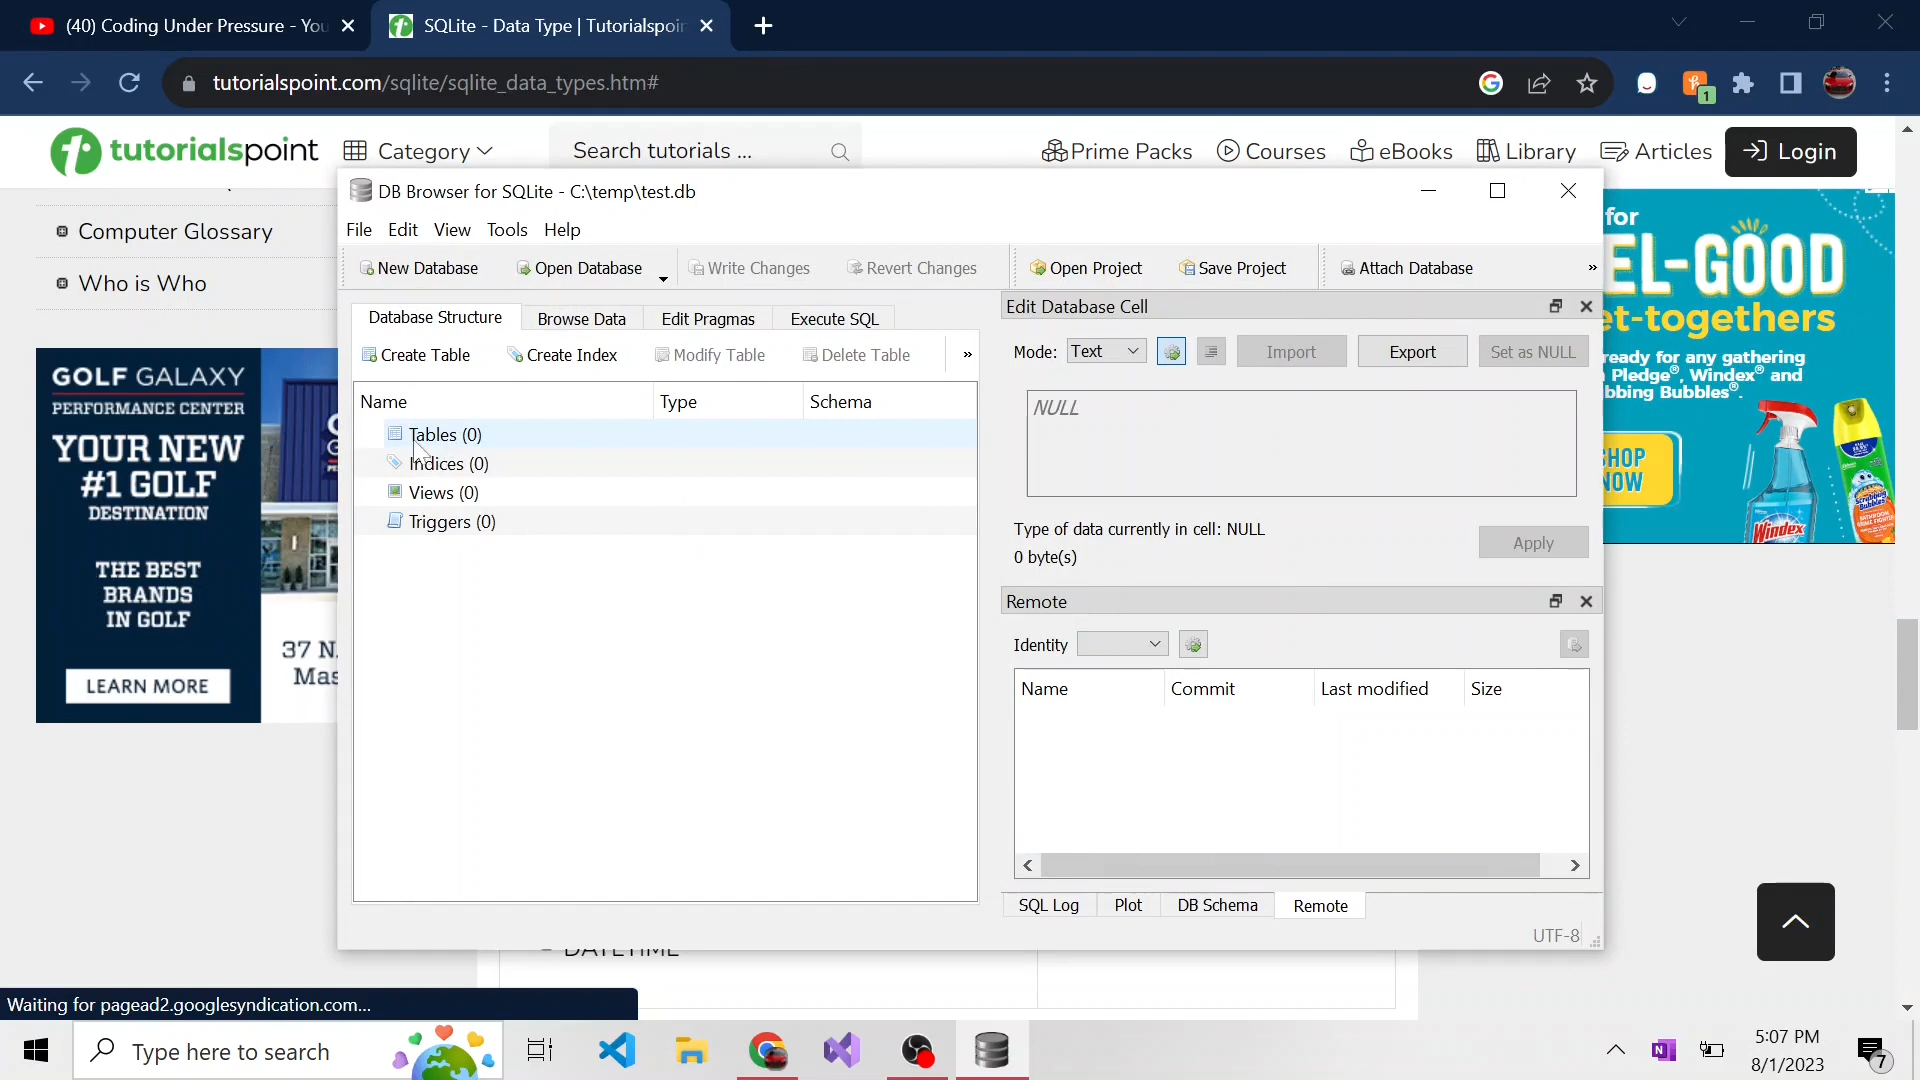 (40) Coding Under Pressure - You
SQLite - Data Type | Tutorialspoin
tutorialspoint.com/sqlite/sqlite_data_types.htm#
1
tutorialspoint
Category
Search tutorials ...
Prime Packs
Courses
eBooks
Library
Articles
Login
Computer Glossary
Who is Who
GOLF GALAXY
PERFORMANCE CENTER
YOUR NEW
#1 GOLF
DESTINATION
THE BEST
BRANDS
IN GOLF
LEARN MORE
37 N.
Mas
DB Browser for SQLite - C:\temp\test.db
File Edit View Tools Help
New Database
Open Database
Write Changes
Revert Changes
Open Project
Save Project
Attach Database
»
Database Structure
Browse Data
Edit Pragmas
Execute SQL
Create Table
Create Index
Modify Table
Delete Table
»
Name Type Schema
Tables (0)
Indices (0)
Views (0)
Triggers (0)
Edit Database Cell
Mode: Text
Import
Export
Set as NULL
NULL
Type of data currently in cell: NULL
0 byte(s)
Apply
Remote
Identity
Name Commit Last modified Size
SQL Log
Plot
DB Schema
Remote
UTF-8
for
EL-GOOD
et-togethers
ready for any gathering
Pledge®, Windex® and
bbing Bubbles®.
SHOP
NOW
Windex
DATETIME
Waiting for pagead2.googlesyndication.com...
Type here to search
5:07 PM
8/1/2023
7